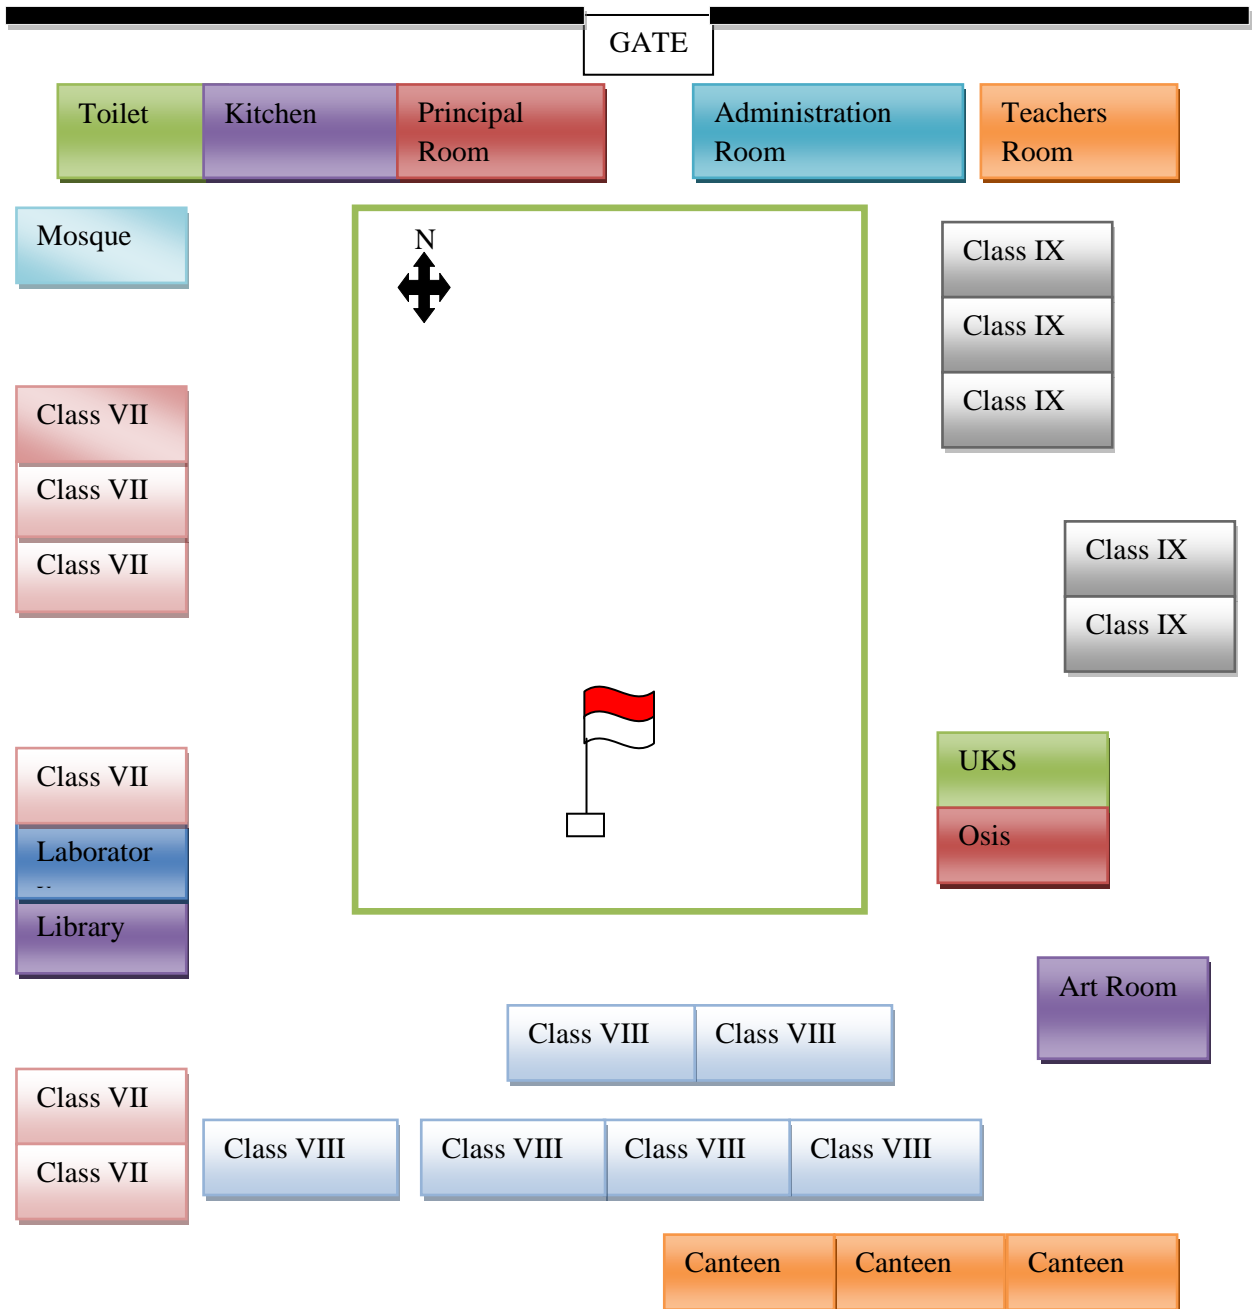 GATE
Toilet
Kitchen
Principal
Room
Administration
Room
Teachers
Room
Mosque
N
Class IX
Class IX
Class IX
Class VII
Class VII
Class VII
Class IX
Class IX
Class VII
Laborator
Library
UKS
Osis
Art Room
Class VIII
Class VIII
Class VII
Class VII
Class VIII
Class VIII
Class VIII
Class VIII
Canteen
Canteen
Canteen